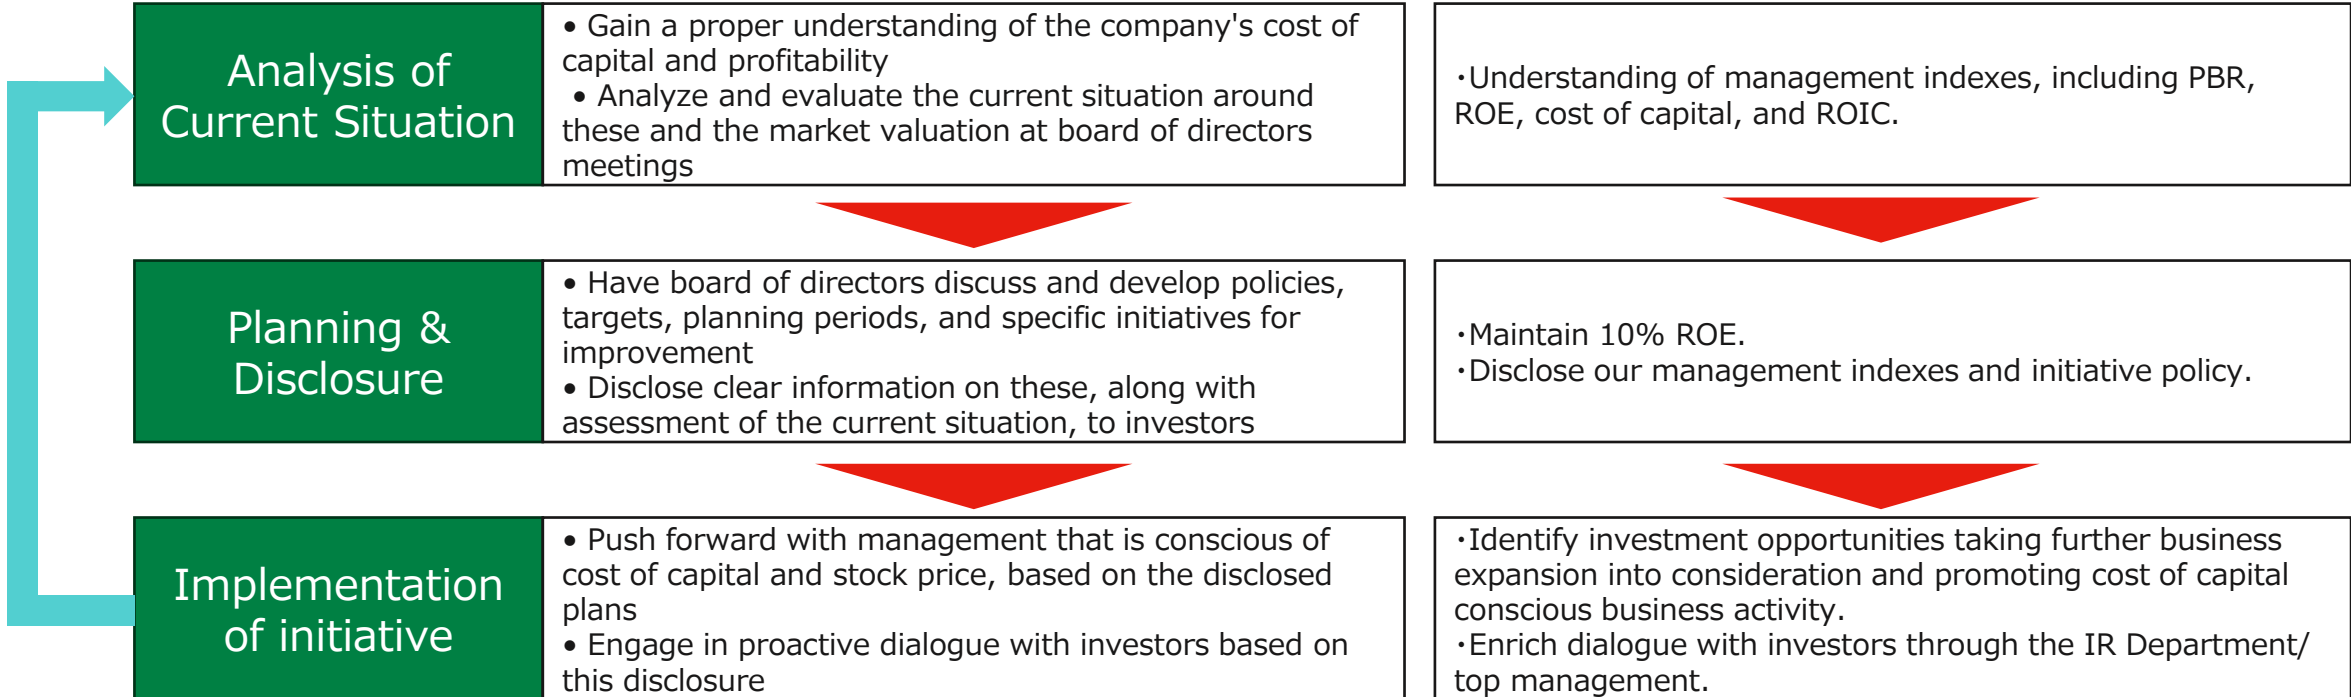 Analysis of
Current Situation
• Gain a proper understanding of the company's cost of
capital and profitability
• Analyze and evaluate the current situation around
these and the market valuation at board of directors
meetings
・Understanding of management indexes, including PBR,
ROE, cost of capital, and ROIC.
Planning &
Disclosure
• Have board of directors discuss and develop policies,
targets, planning periods, and specific initiatives for
improvement
• Disclose clear information on these, along with
assessment of the current situation, to investors
・Maintain 10% ROE.
・Disclose our management indexes and initiative policy.
Implementation
of initiative
• Push forward with management that is conscious of
cost of capital and stock price, based on the disclosed
plans
• Engage in proactive dialogue with investors based on
this disclosure
・Identify investment opportunities taking further business
expansion into consideration and promoting cost of capital
conscious business activity.
・Enrich dialogue with investors through the IR Department/
top management.